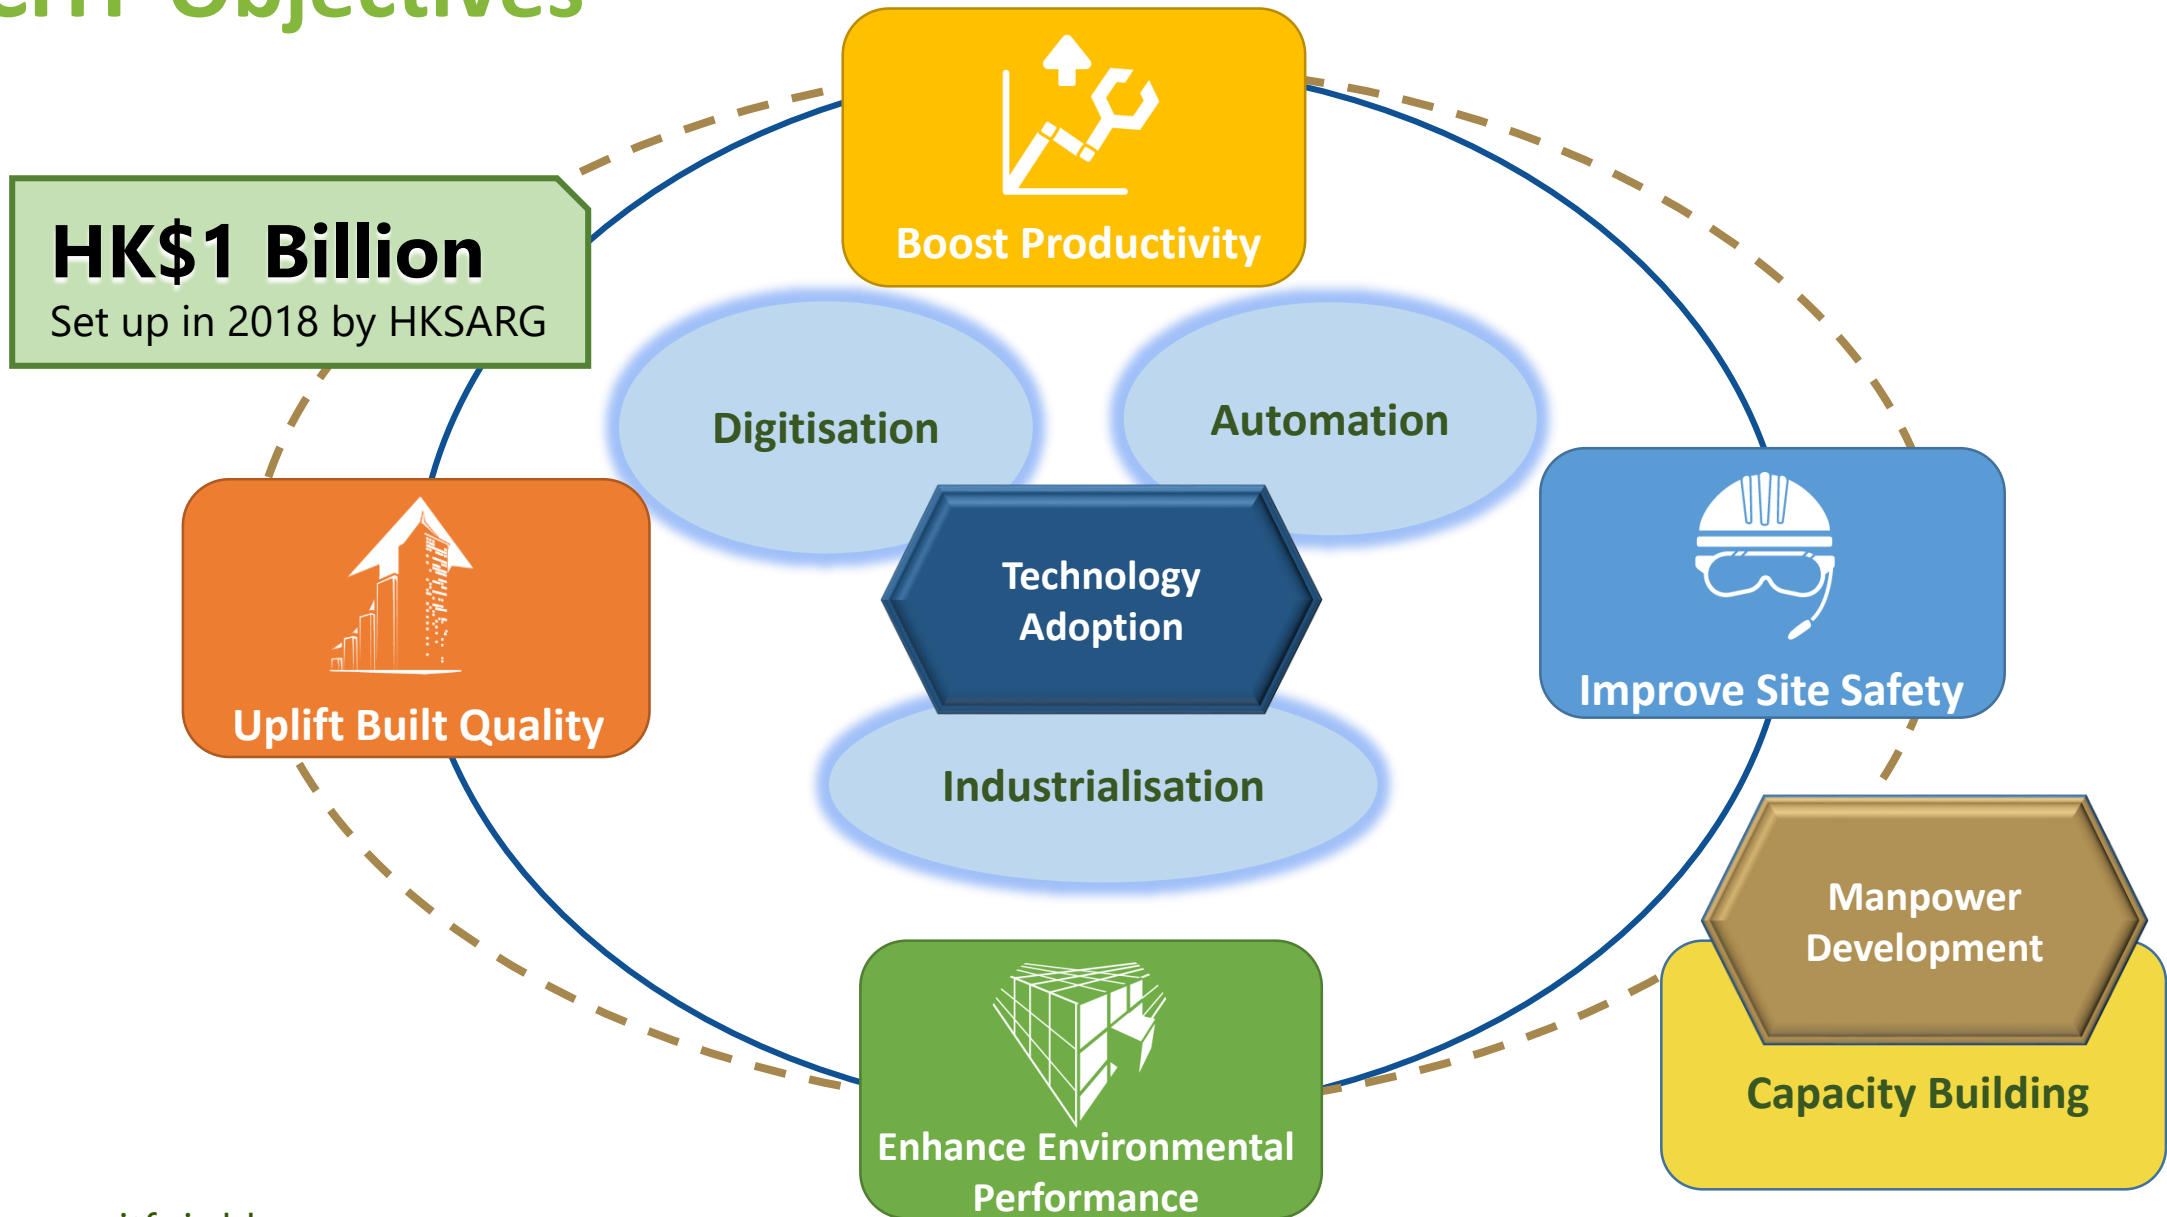 Objectives
HK$1 Billion
Set up in 2018 by HKSARG
Boost Productivity
Digitisation
Automation
Technology
Adoption
Industrialisation
Uplift Built Quality
Improve Site Safety
Manpower
Development
Capacity Building
Enhance Environmental
Performance